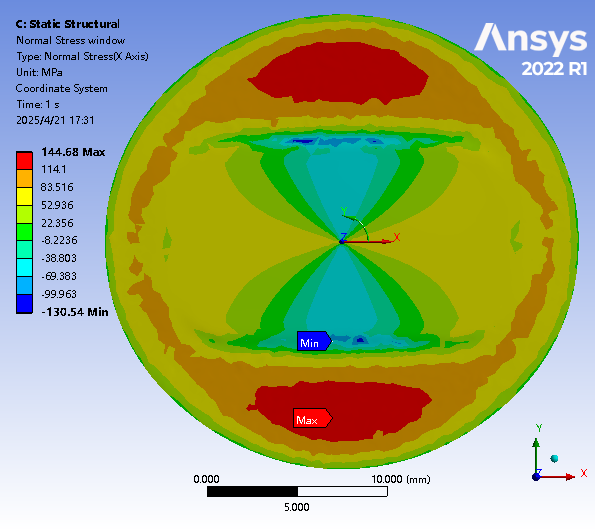 C: Static Structural
Normal Stress window
Type: Normal Stress(X Axis)
Unit: MPa
Coordinate System
Time: 1 s
2025/4/21 17:31
Ansys
2022 R1
144.68 Max
114.1
83.516
52.936
22.356
-8.2236
-38.803
-69.383
-99.963
-130.54 Min
Y
Z
X
Min
Max
0.000
10.000 (mm)
5.000
Y
Z
X